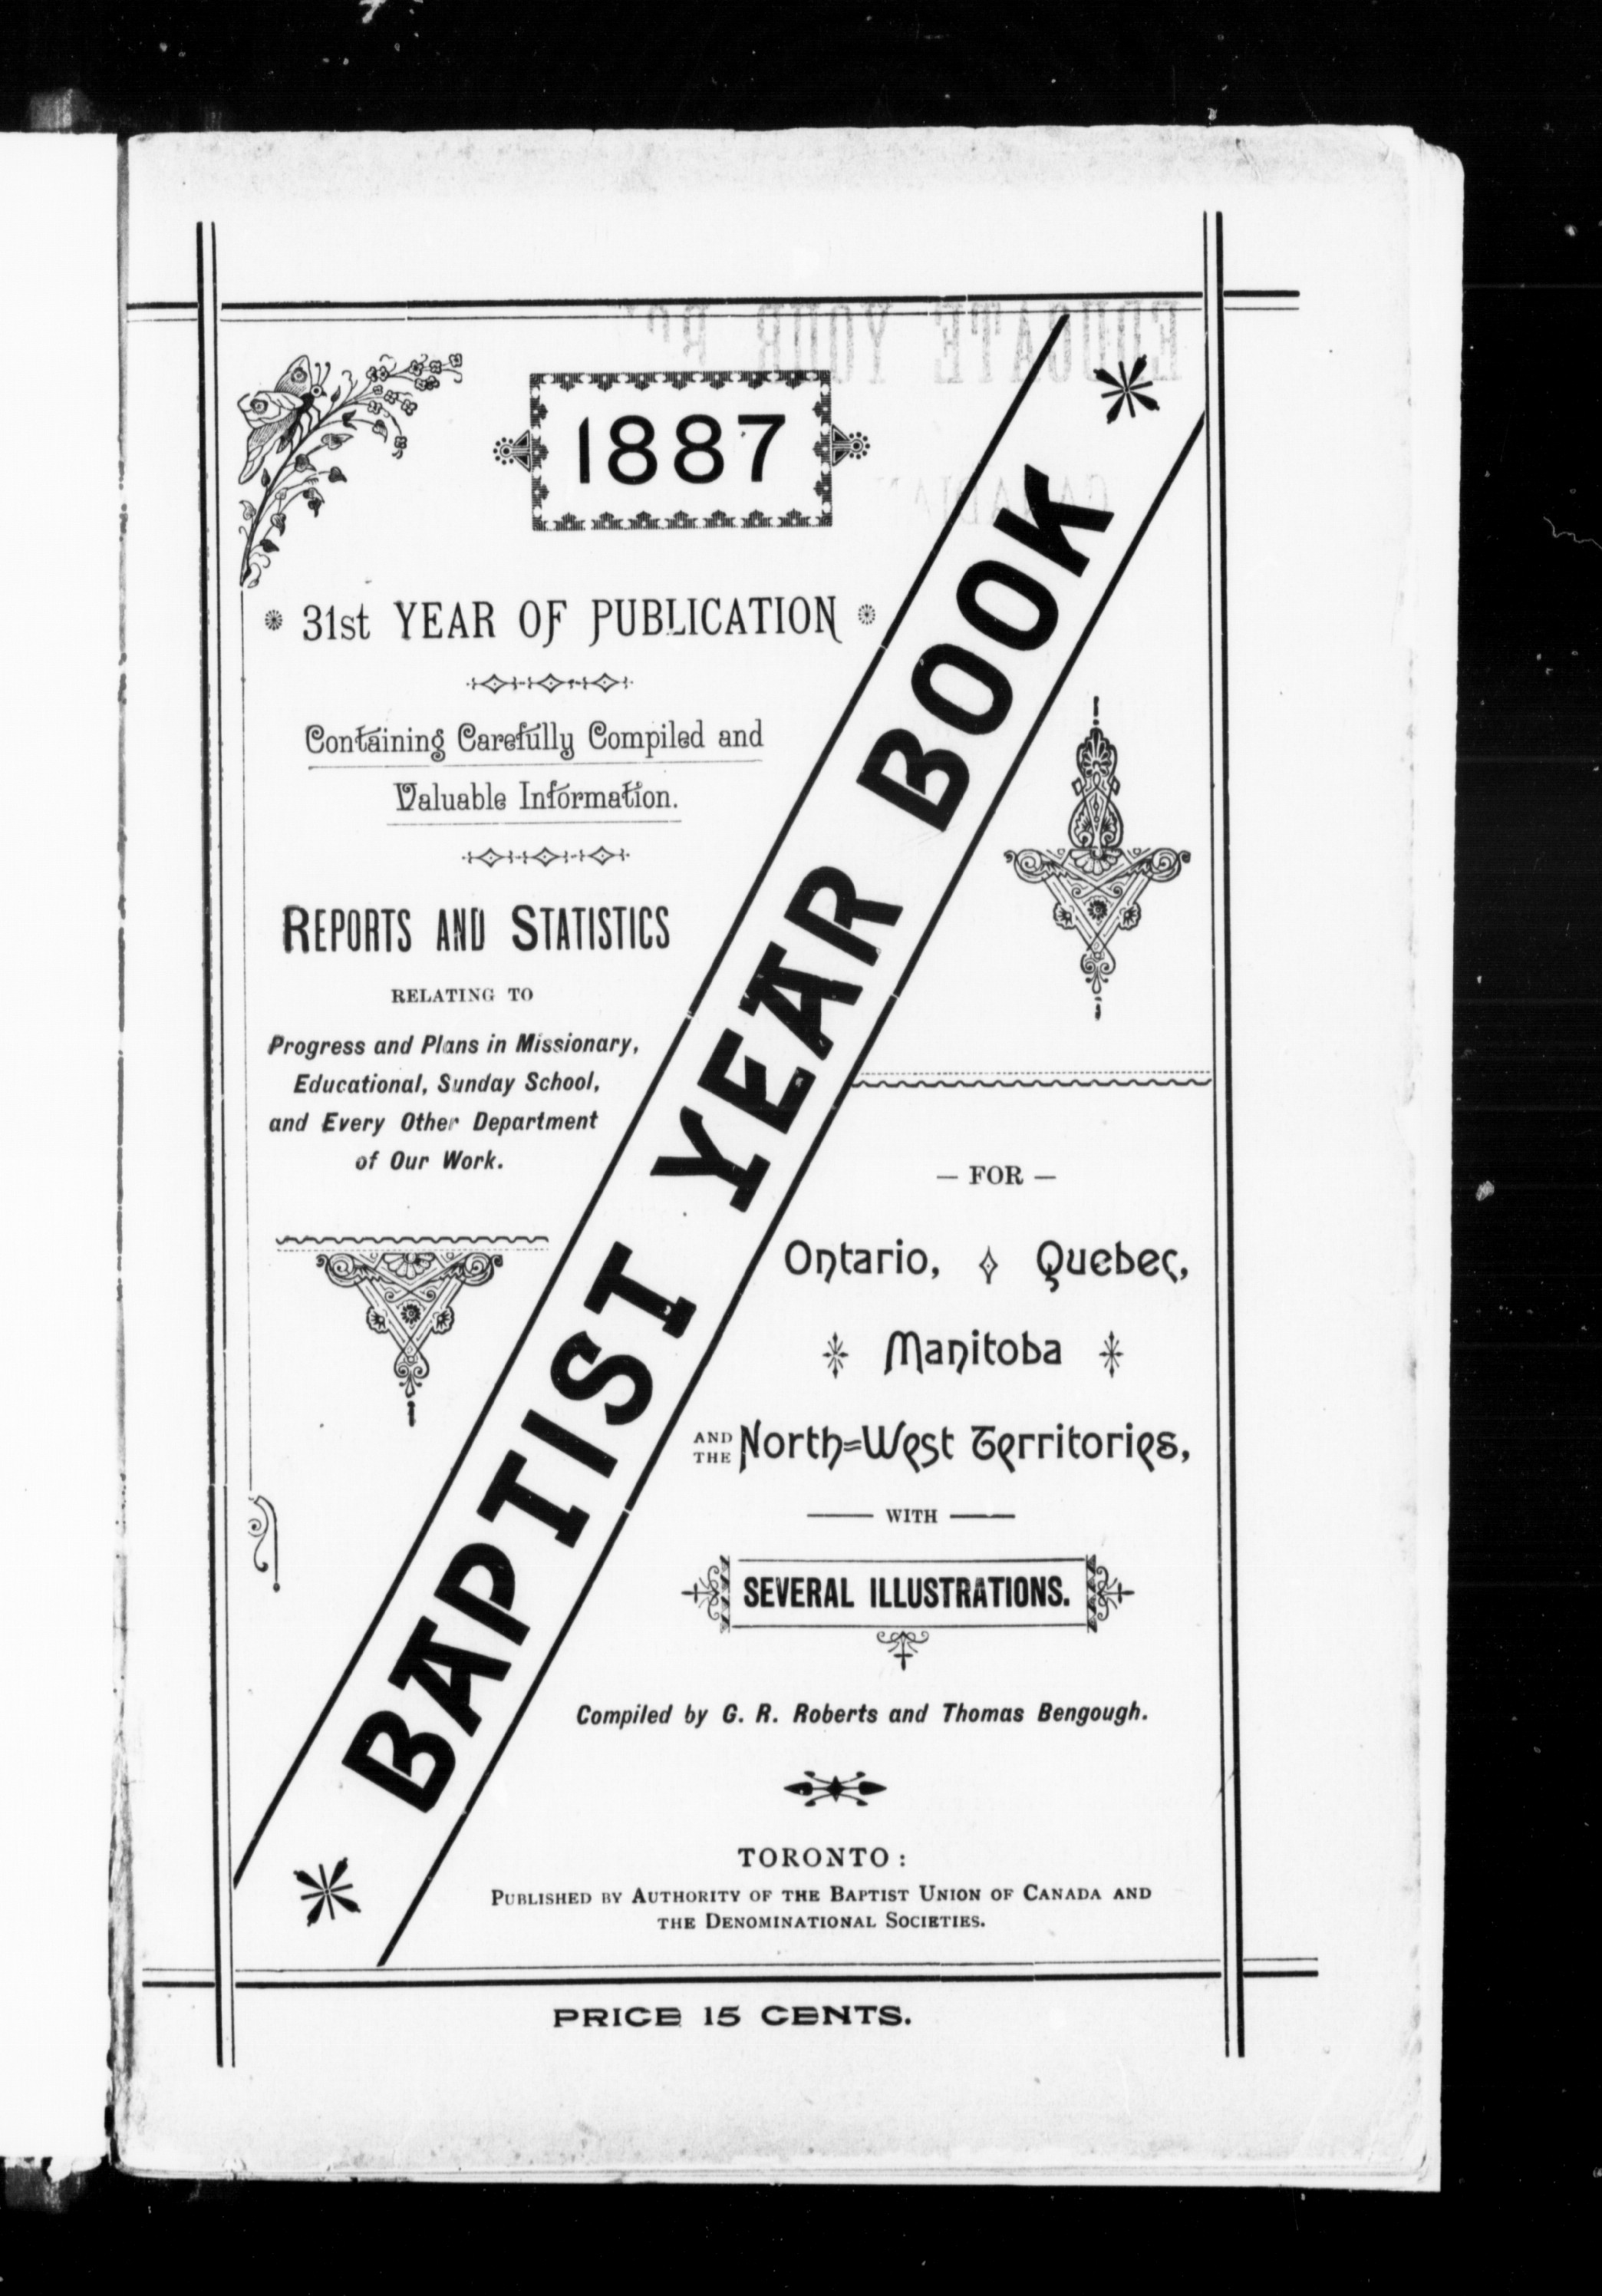 1887
31st YEAR OF PUBLICATION
Containing Carefully Compiled and
Valuable Information.
REPORTS AND STATISTICS
RELATING TO
Progress and Plans in Missionary,
Educational, Sunday School,
and Every Other Department
of Our Work.
BAPTIST YEAR BOOK
— FOR —
Ontario, Quebec,
Manitoba
AND THE North-West Territories,
— WITH —
SEVERAL ILLUSTRATIONS.
Compiled by G. R. Roberts and Thomas Bengough.
TORONTO:
PUBLISHED BY AUTHORITY OF THE BAPTIST UNION OF CANADA AND
THE DENOMINATIONAL SOCIETIES.
PRICE 15 CENTS.